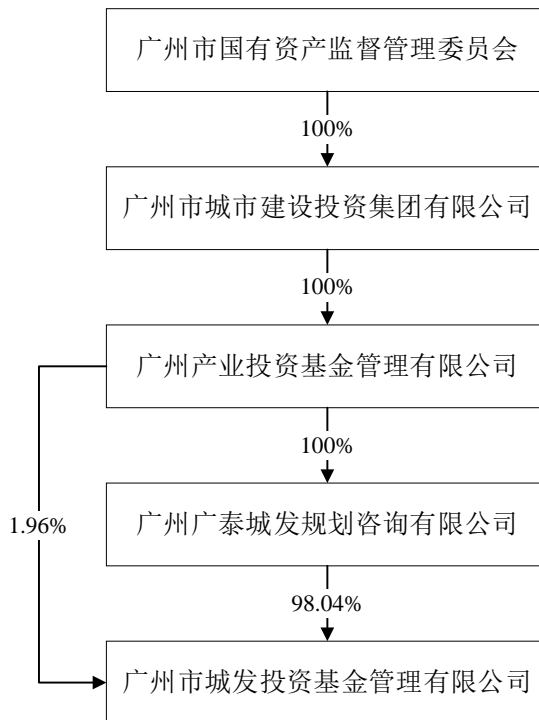 广州市国有资产监督管理委员会
100%
广州市城市建设投资集团有限公司
100%
广州产业投资基金管理有限公司
100%
广州广泰城发规划咨询有限公司
1.96%
98.04%
广州市城发投资基金管理有限公司